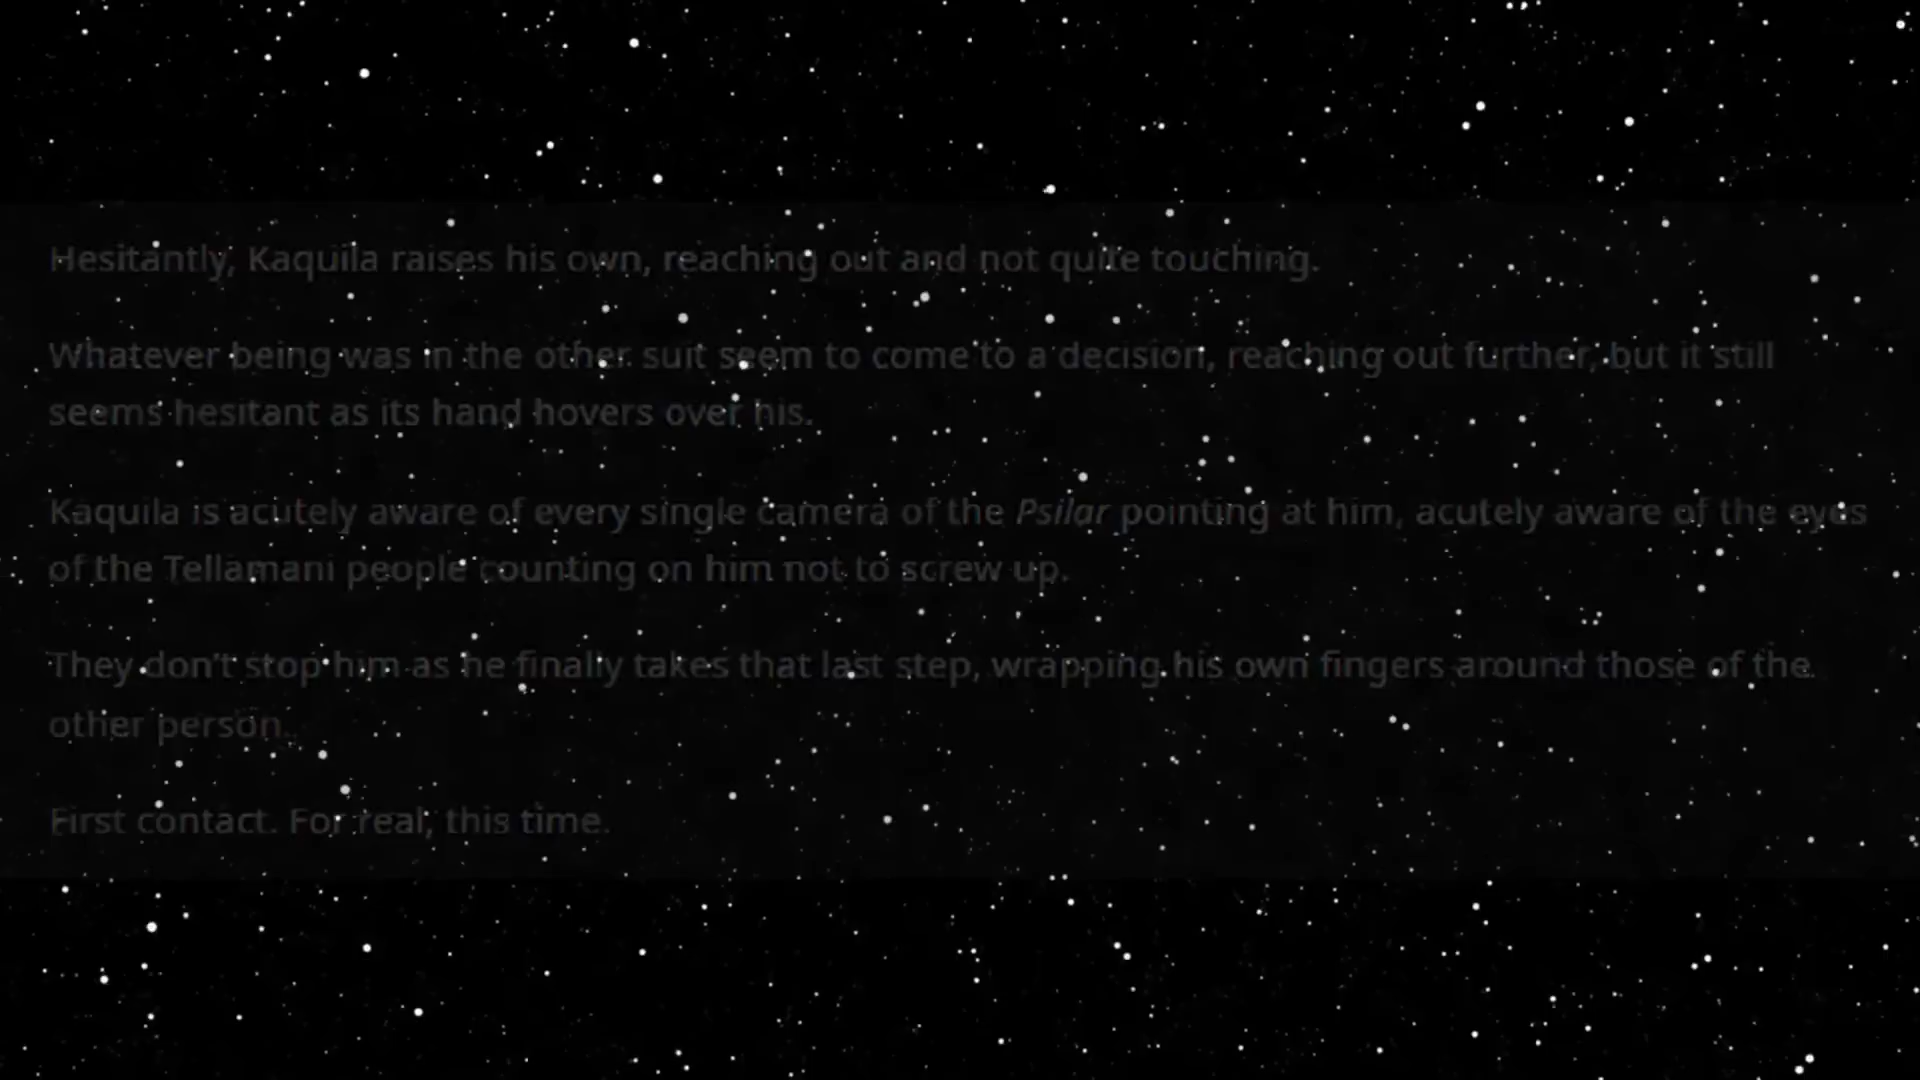 Hesitantly, Kaquila raises his own, reaching out and not quite touching.
Whatever being was in the other suit seem to come to a decision, reaching out further, but it still
seems hesitant as its hand hovers over his.
Kaquila is acutely aware of every single camera of the Psilar pointing at him, acutely aware of the eyes
of the Tellamani people counting on him not to screw up.
They don't stop him as he finally takes that last step, wrapping his own fingers around those of the
other person.
First contact. For real, this time.